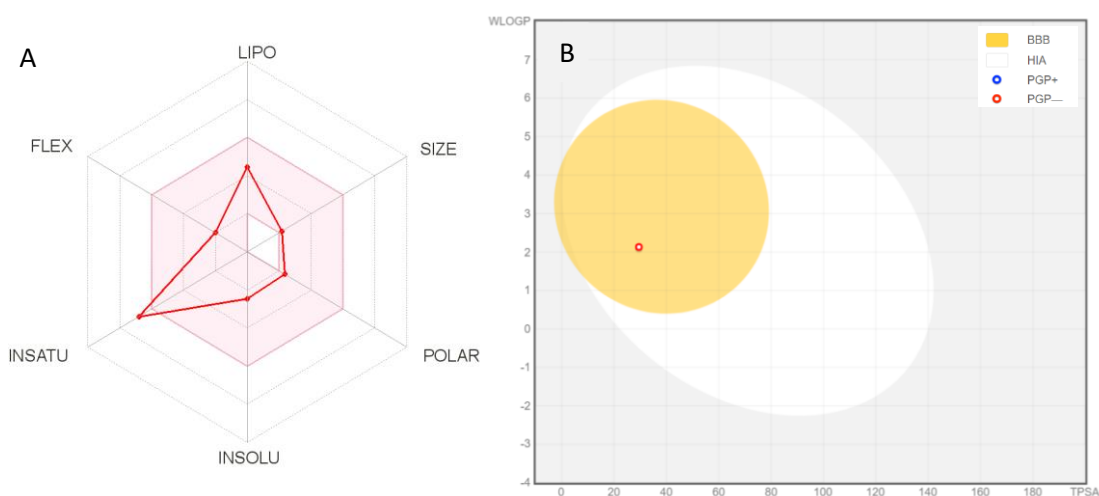 A
LIPO
FLEX
SIZE
INSATU
POLAR
INSOLU
B
WLOGP
BBB
HIA
PGP+
PGP—
7
6
5
4
3
2
1
0
-1
-2
-3
-4
0 20 40 60 80 100 120 140 160 180 TPSA